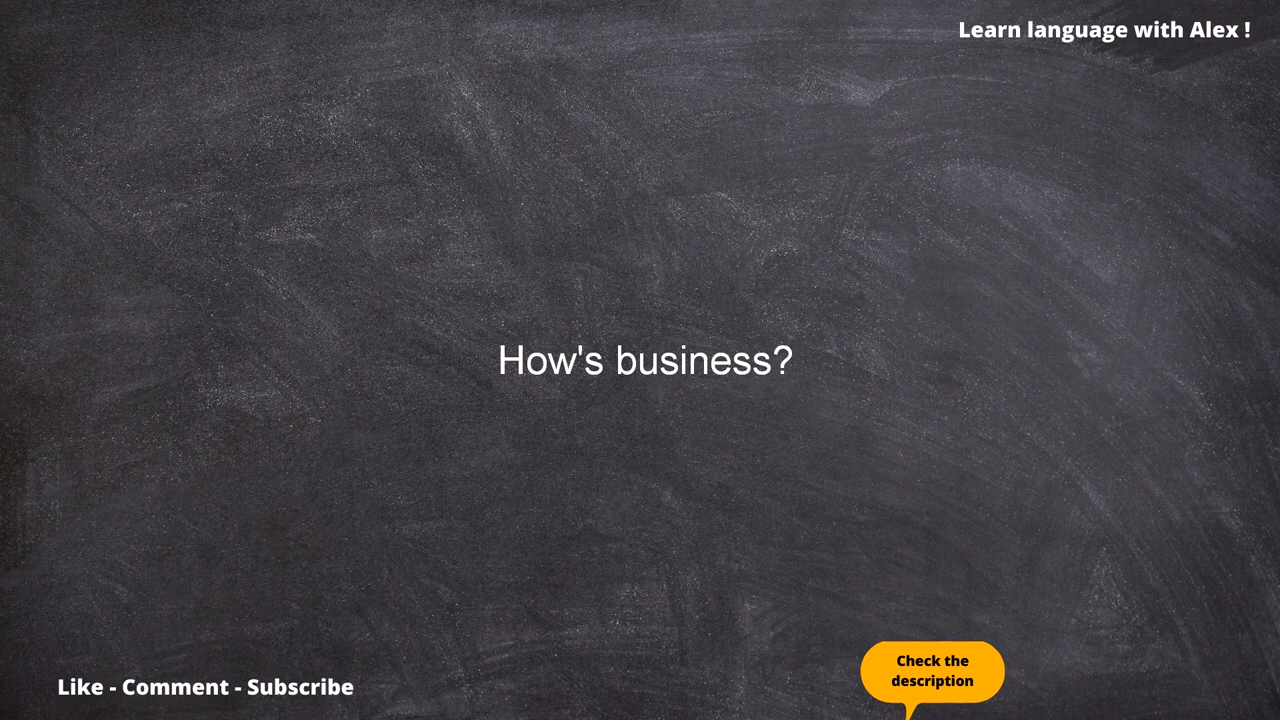 Learn language with Alex !
How's business?
Check the
description
Like - Comment - Subscribe